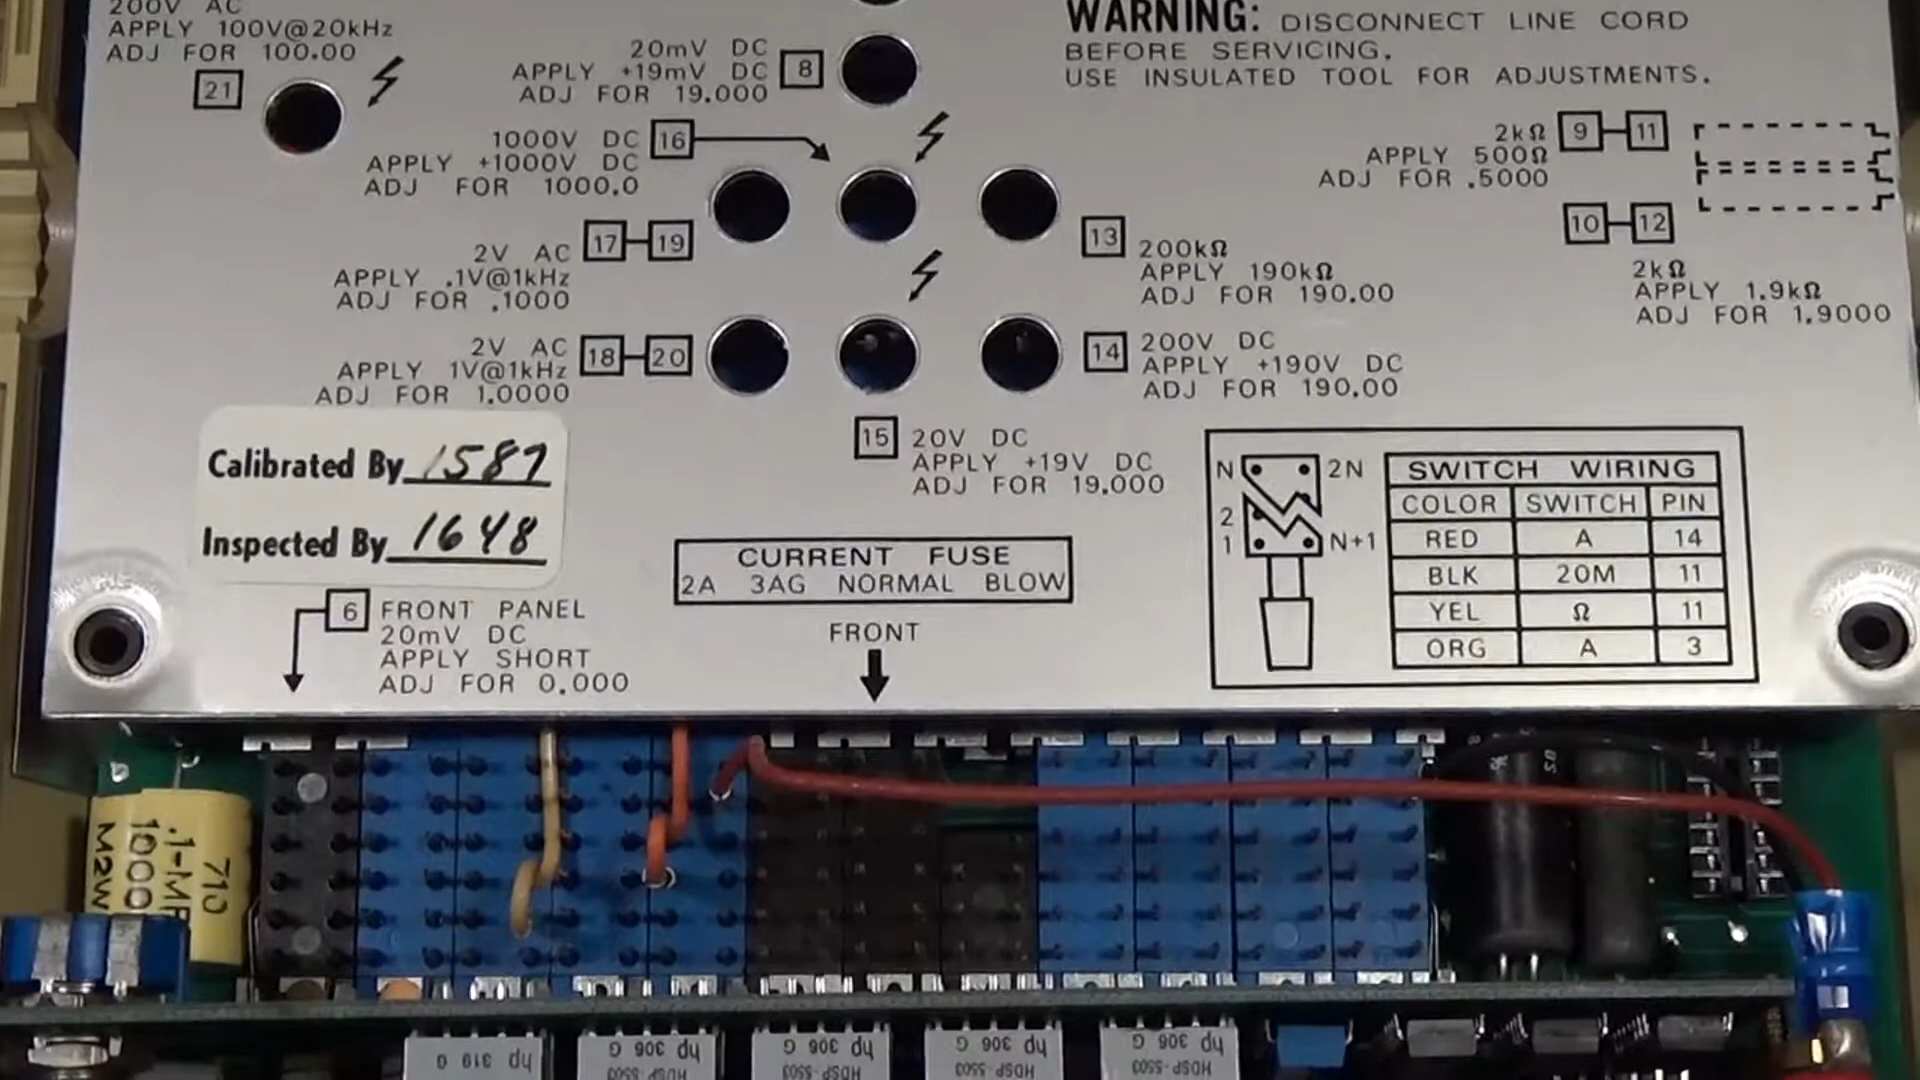 200V AC
APPLY 100V@20kHz
ADJ FOR 100.00
21
20mV DC
APPLY +19mV DC
ADJ FOR 19.000
8
WARNING: DISCONNECT LINE CORD
BEFORE SERVICING.
USE INSULATED TOOL FOR ADJUSTMENTS.
1000V DC
APPLY +1000V DC
ADJ FOR 1000.0
16
2kΩ
APPLY 500Ω
ADJ FOR .5000
9 11
10 12
2kΩ
APPLY 1.9kΩ
ADJ FOR 1.9000
17 19
2V AC
APPLY .1V@1kHz
ADJ FOR .1000
13
200kΩ
APPLY 190kΩ
ADJ FOR 190.00
18 20
2V AC
APPLY 1V@1kHz
ADJ FOR 1.0000
14
200V DC
APPLY +190V DC
ADJ FOR 190.00
15
20V DC
APPLY +19V DC
ADJ FOR 19.000
Calibrated By 1587
Inspected By 1648
6
FRONT PANEL
20mV DC
APPLY SHORT
ADJ FOR 0.000
CURRENT FUSE
2A 3AG NORMAL BLOW
FRONT
N 2N
2
1 N+1
SWITCH WIRING
COLOR SWITCH PIN
RED A 14
BLK 20M 11
YEL Ω 11
ORG A 3
710
.1-MF
1000
M2W
hp 319 G
hp 306 G
HDSP-5503
hp 306 G
HDSP-5503
hp 306 G
HDSP-5503
hp 306 G
HDSP-5503